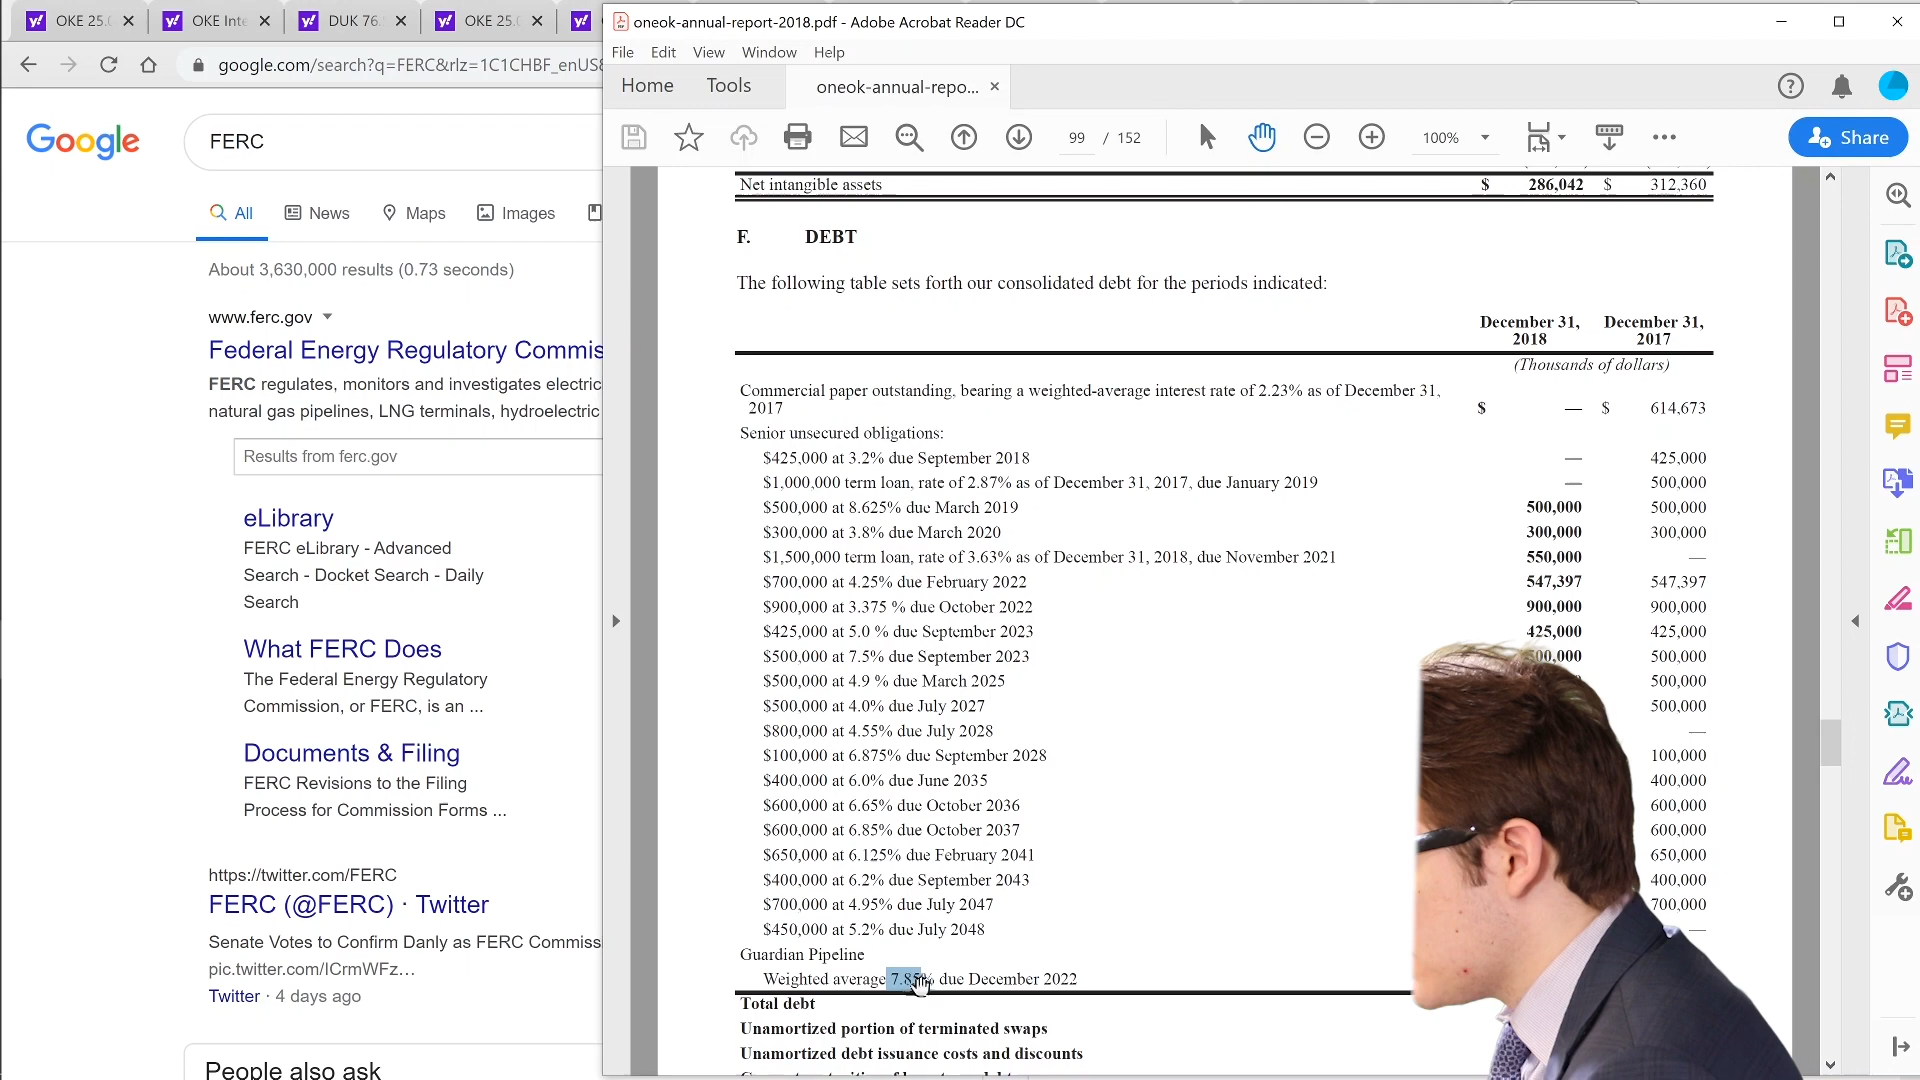 OKE 25.
OKE Inte
DUK 76.
OKE 25.
google.com/search?q=FERC&rlz=1C1CHBF_enUS
Google
FERC
All
News
Maps
Images
About 3,630,000 results (0.73 seconds)
www.ferc.gov
Federal Energy Regulatory Commis
FERC regulates, monitors and investigates electric
natural gas pipelines, LNG terminals, hydroelectric
Results from ferc.gov
eLibrary
FERC eLibrary - Advanced
Search - Docket Search - Daily
Search
What FERC Does
The Federal Energy Regulatory
Commission, or FERC, is an ...
Documents & Filing
FERC Revisions to the Filing
Process for Commission Forms ...
https://twitter.com/FERC
FERC (@FERC) · Twitter
Senate Votes to Confirm Danly as FERC Commiss
pic.twitter.com/ICrmWFz…
Twitter · 4 days ago
People also ask
oneok-annual-report-2018.pdf - Adobe Acrobat Reader DC
File Edit View Window Help
Home Tools oneok-annual-repo...
99 / 152
100%
Share
Net intangible assets $ 286,042 $ 312,360
F. DEBT
The following table sets forth our consolidated debt for the periods indicated:
December 31, December 31,
2018 2017
(Thousands of dollars)
Commercial paper outstanding, bearing a weighted-average interest rate of 2.23% as of December 31,
2017 $ — $ 614,673
Senior unsecured obligations:
$425,000 at 3.2% due September 2018 — 425,000
$1,000,000 term loan, rate of 2.87% as of December 31, 2017, due January 2019 — 500,000
$500,000 at 8.625% due March 2019 500,000 500,000
$300,000 at 3.8% due March 2020 300,000 300,000
$1,500,000 term loan, rate of 3.63% as of December 31, 2018, due November 2021 550,000 —
$700,000 at 4.25% due February 2022 547,397 547,397
$900,000 at 3.375 % due October 2022 900,000 900,000
$425,000 at 5.0 % due September 2023 425,000 425,000
$500,000 at 7.5% due September 2023 00,000 500,000
$500,000 at 4.9 % due March 2025 500,000
$500,000 at 4.0% due July 2027 500,000
$800,000 at 4.55% due July 2028 —
$100,000 at 6.875% due September 2028 100,000
$400,000 at 6.0% due June 2035 400,000
$600,000 at 6.65% due October 2036 600,000
$600,000 at 6.85% due October 2037 600,000
$650,000 at 6.125% due February 2041 650,000
$400,000 at 6.2% due September 2043 400,000
$700,000 at 4.95% due July 2047 700,000
$450,000 at 5.2% due July 2048 —
Guardian Pipeline
Weighted average 7.85% due December 2022
Total debt
Unamortized portion of terminated swaps
Unamortized debt issuance costs and discounts